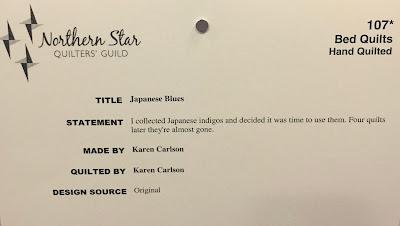 Northern Star
QUILTERS' GUILD
107*
Bed Quilts
Hand Quilted
TITLE Japanese Blues
STATEMENT I collected Japanese indigos and decided it was time to use them. Four quilts
later they're almost gone.
MADE BY Karen Carlson
QUILTED BY Karen Carlson
DESIGN SOURCE Original